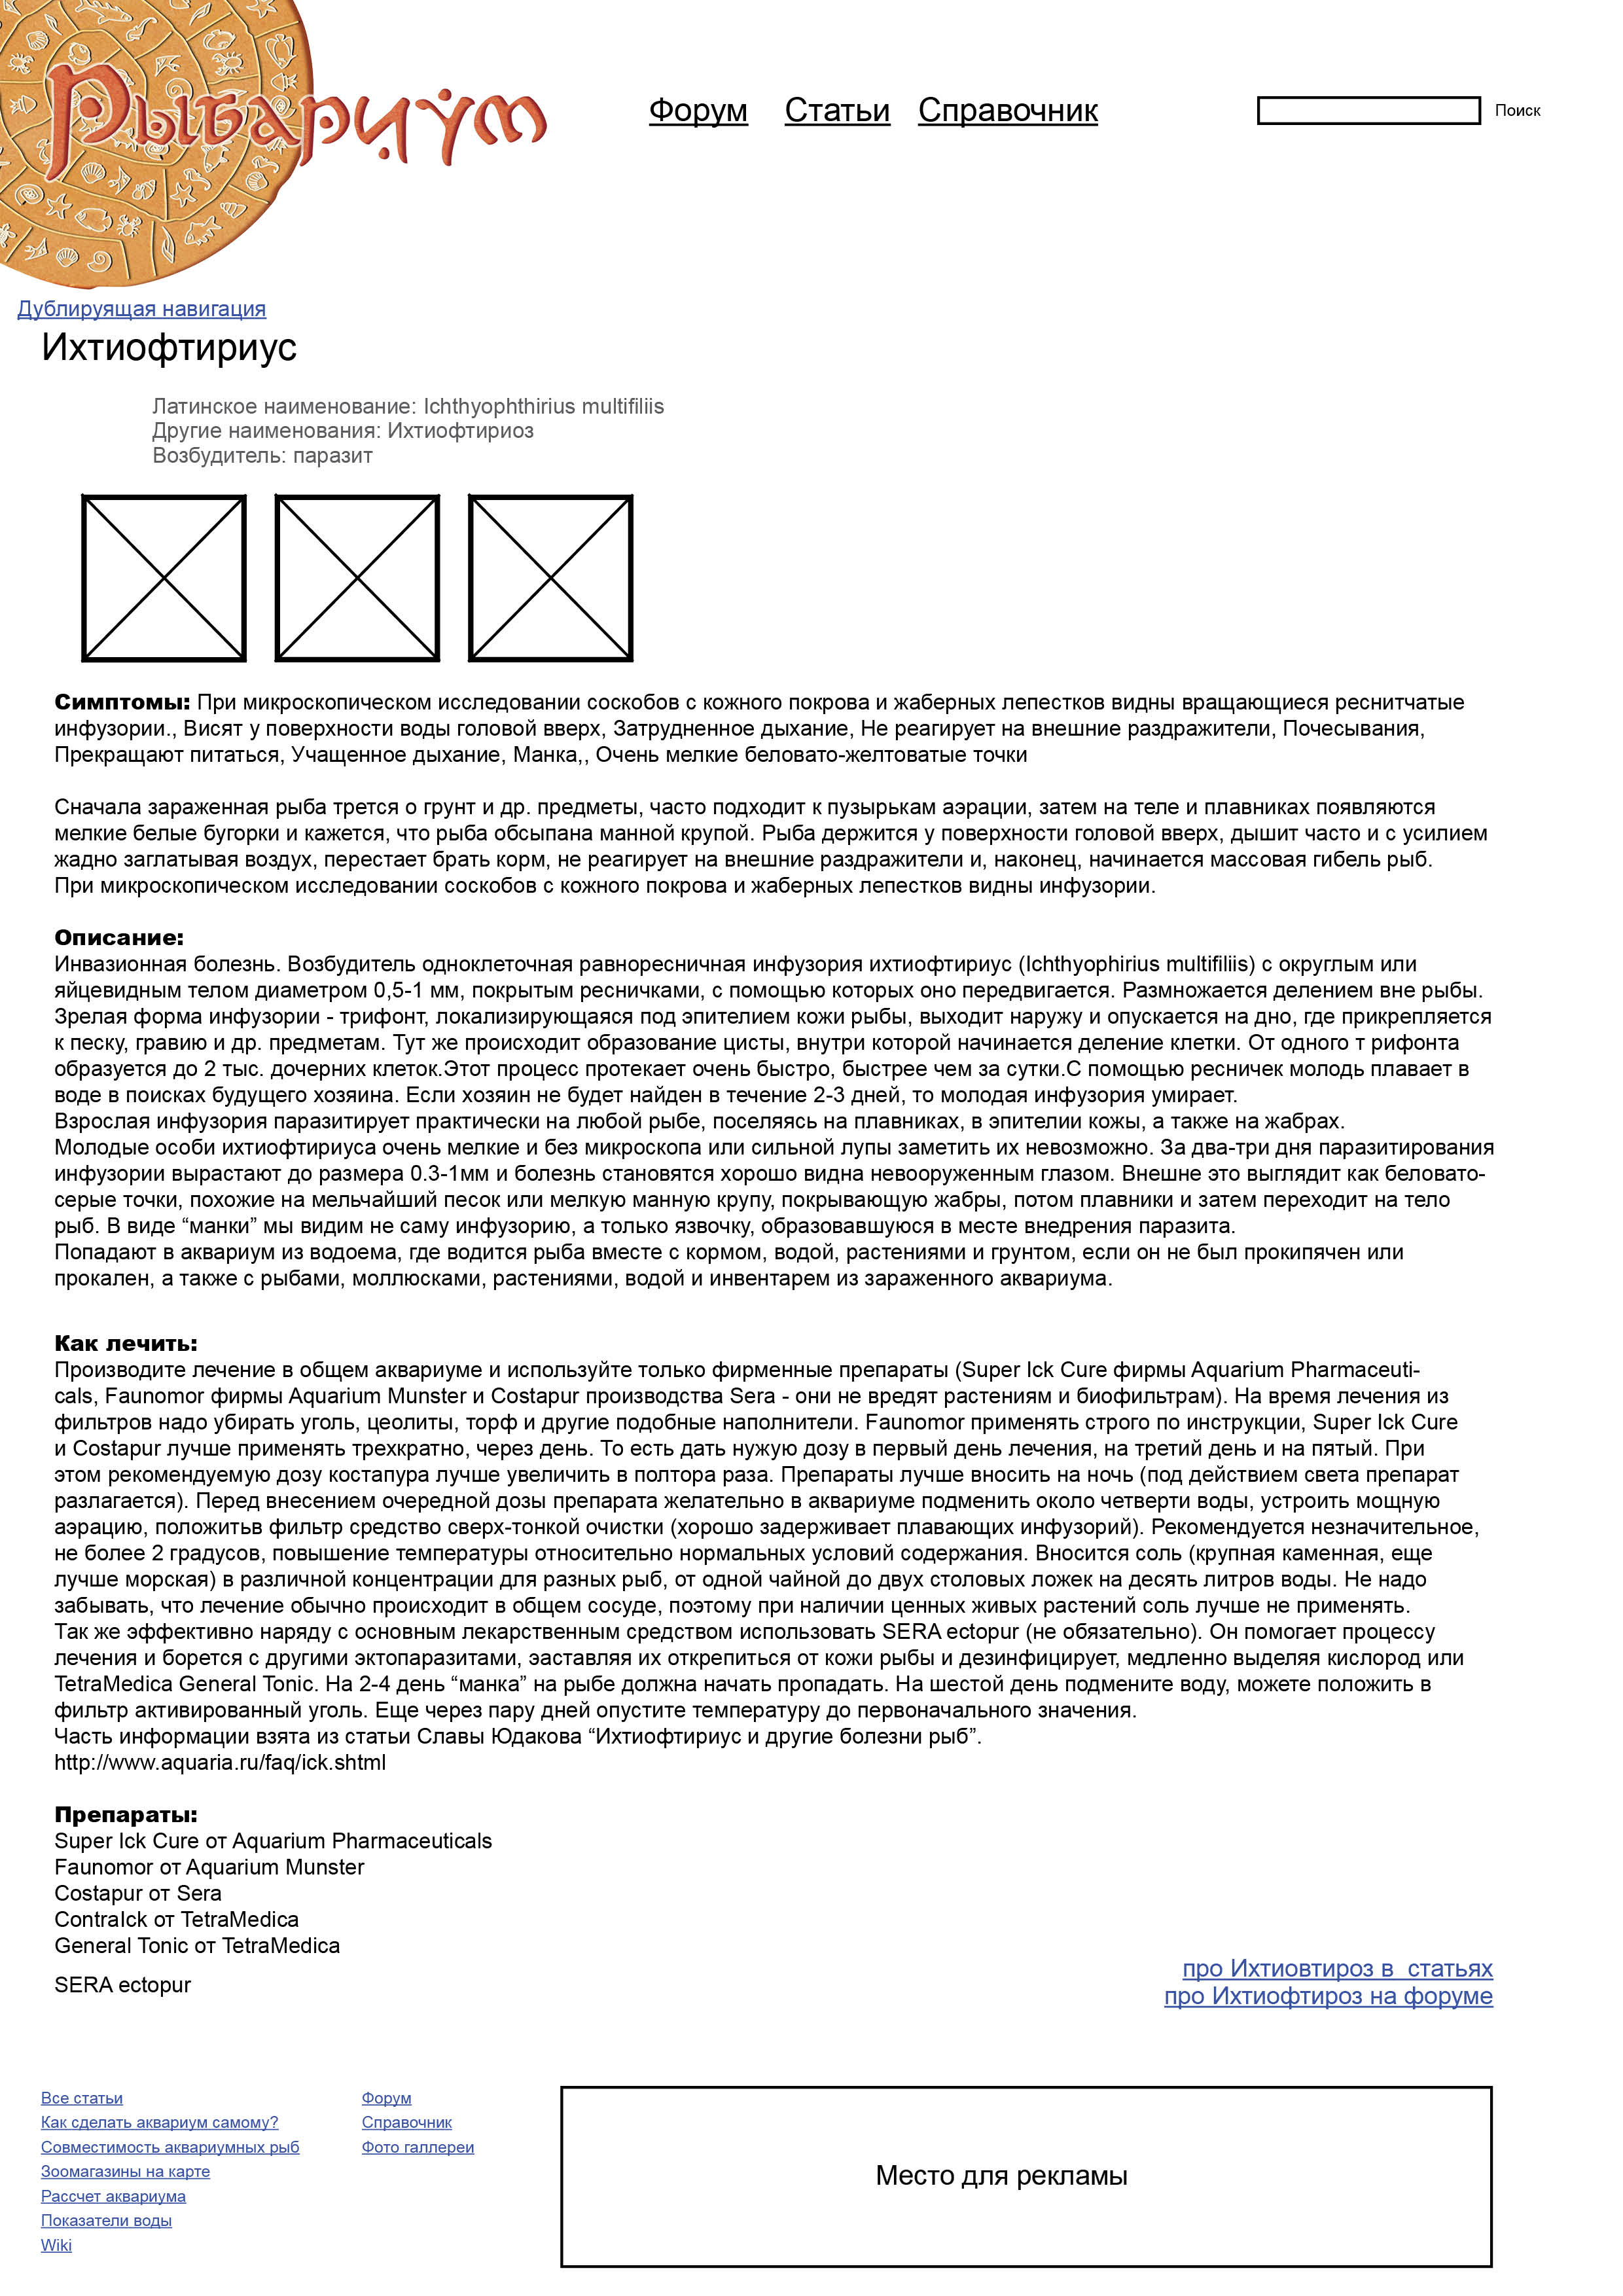 Рыбариум
Форум Статьи Справочник
Поиск
Дублируящая навигация
Ихтиофтириус
Латинское наименование: Ichthyophthirius multifiliis
Другие наименования: Ихтиофтириоз
Возбудитель: паразит
Симптомы: При микроскопическом исследовании соскобов с кожного покрова и жаберных лепестков видны вращающиеся реснитчатые
инфузории., Висят у поверхности воды головой вверх, Затрудненное дыхание, Не реагирует на внешние раздражители, Почесывания,
Прекращают питаться, Учащенное дыхание, Манка,, Очень мелкие беловато-желтоватые точки
Сначала зараженная рыба трется о грунт и др. предметы, часто подходит к пузырькам аэрации, затем на теле и плавниках появляются
мелкие белые бугорки и кажется, что рыба обсыпана манной крупой. Рыба держится у поверхности головой вверх, дышит часто и с усилием
жадно заглатывая воздух, перестает брать корм, не реагирует на внешние раздражители и, наконец, начинается массовая гибель рыб.
При микроскопическом исследовании соскобов с кожного покрова и жаберных лепестков видны инфузории.
Описание:
Инвазионная болезнь. Возбудитель одноклеточная равноресничная инфузория ихтиофтириус (Ichthyophirius multifiliis) с округлым или
яйцевидным телом диаметром 0,5-1 мм, покрытым ресничками, с помощью которых оно передвигается. Размножается делением вне рыбы.
Зрелая форма инфузории - трифонт, локализирующаяся под эпителием кожи рыбы, выходит наружу и опускается на дно, где прикрепляется
к песку, гравию и др. предметам. Тут же происходит образование цисты, внутри которой начинается деление клетки. От одного т рифонта
образуется до 2 тыс. дочерних клеток.Этот процесс протекает очень быстро, быстрее чем за сутки.С помощью ресничек молодь плавает в
воде в поисках будущего хозяина. Если хозяин не будет найден в течение 2-3 дней, то молодая инфузория умирает.
Взрослая инфузория паразитирует практически на любой рыбе, поселяясь на плавниках, в эпителии кожы, а также на жабрах.
Молодые особи ихтиофтириуса очень мелкие и без микроскопа или сильной лупы заметить их невозможно. За два-три дня паразитирования
инфузории вырастают до размера 0.3-1мм и болезнь становятся хорошо видна невооруженным глазом. Внешне это выглядит как беловато-
серые точки, похожие на мельчайший песок или мелкую манную крупу, покрывающую жабры, потом плавники и затем переходит на тело
рыб. В виде “манки” мы видим не саму инфузорию, а только язвочку, образовавшуюся в месте внедрения паразита.
Попадают в аквариум из водоема, где водится рыба вместе с кормом, водой, растениями и грунтом, если он не был прокипячен или
прокален, а также с рыбами, моллюсками, растениями, водой и инвентарем из зараженного аквариума.
Как лечить:
Производите лечение в общем аквариуме и используйте только фирменные препараты (Super Ick Cure фирмы Aquarium Pharmaceuti-
cals, Faunomor фирмы Aquarium Munster и Costapur производства Sera - они не вредят растениям и биофильтрам). На время лечения из
фильтров надо убирать уголь, цеолиты, торф и другие подобные наполнители. Faunomor применять строго по инструкции, Super Ick Cure
и Costapur лучше применять трехкратно, через день. То есть дать нужую дозу в первый день лечения, на третий день и на пятый. При
этом рекомендуемую дозу костапура лучше увеличить в полтора раза. Препараты лучше вносить на ночь (под действием света препарат
разлагается). Перед внесением очередной дозы препарата желательно в аквариуме подменить около четверти воды, устроить мощную
аэрацию, положитьв фильтр средство сверх-тонкой очистки (хорошо задерживает плавающих инфузорий). Рекомендуется незначительное,
не более 2 градусов, повышение температуры относительно нормальных условий содержания. Вносится соль (крупная каменная, еще
лучше морская) в различной концентрации для разных рыб, от одной чайной до двух столовых ложек на десять литров воды. Не надо
забывать, что лечение обычно происходит в общем сосуде, поэтому при наличии ценных живых растений соль лучше не применять.
Так же эффективно наряду с основным лекарственным средством использовать SERA ectopur (не обязательно). Он помогает процессу
лечения и борется с другими эктопаразитами, эаставляя их открепиться от кожи рыбы и дезинфицирует, медленно выделяя кислород или
TetraMedica General Tonic. На 2-4 день “манка” на рыбе должна начать пропадать. На шестой день подмените воду, можете положить в
фильтр активированный уголь. Еще через пару дней опустите температуру до первоначального значения.
Часть информации взята из статьи Славы Юдакова “Ихтиофтириус и другие болезни рыб”.
http://www.aquaria.ru/faq/ick.shtml
Препараты:
Super Ick Cure от Aquarium Pharmaceuticals
Faunomor от Aquarium Munster
Costapur от Sera
ContraIck от TetraMedica
General Tonic от TetraMedica
SERA ectopur
про Ихтиовтироз в  статьях
про Ихтиофтироз на форуме
Все статьи
Как сделать аквариум самому?
Совместимость аквариумных рыб
Зоомагазины на карте
Рассчет аквариума
Показатели воды
Wiki
Форум
Справочник
Фото галлереи
Место для рекламы